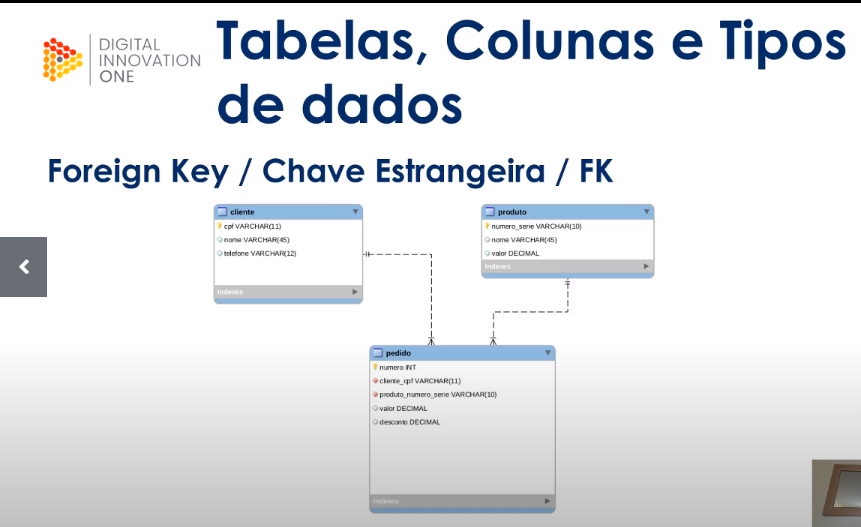 DIGITAL
INNOVATION
ONE
Tabelas, Colunas e Tipos
de dados
Foreign Key / Chave Estrangeira / FK
cliente
cpf VARCHAR(11)
nome VARCHAR(45)
telefone VARCHAR(12)
Indexes
produto
numero_serie VARCHAR(10)
nome VARCHAR(45)
valor DECIMAL
Indexes
pedido
numero INT
cliente_cpf VARCHAR(11)
produto_numero_serie VARCHAR(10)
valor DECIMAL
desconto DECIMAL
Indexes